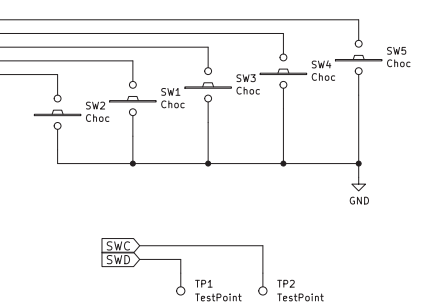 SW5
Choc
SW4
Choc
SW3
Choc
SW1
Choc
SW2
Choc
GND
SWC
SWD
TP1
TestPoint
TP2
TestPoint